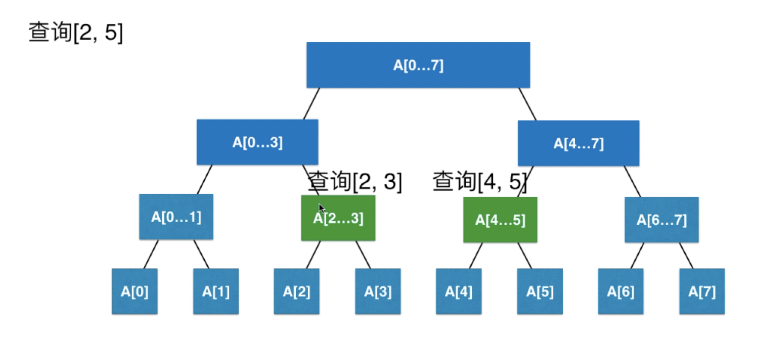 查询[2, 5]
A[0...7]
A[0...3]
A[4...7]
查询[2, 3]
查询[4, 5]
A[0...1]
A[2...3]
A[4...5]
A[6...7]
A[0]
A[1]
A[2]
A[3]
A[4]
A[5]
A[6]
A[7]